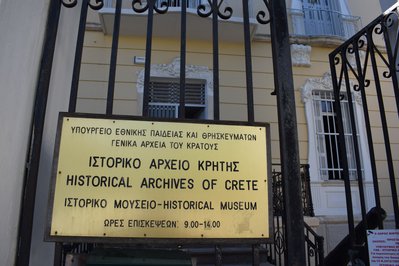 ΥΠΟΥΡΓΕΙΟ ΕΘΝΙΚΗΣ ΠΑΙΔΕΙΑΣ ΚΑΙ ΘΡΗΣΚΕΥΜΑΤΩΝ
ΓΕΝΙΚΑ ΑΡΧΕΙΑ ΤΟΥ ΚΡΑΤΟΥΣ
ΙΣΤΟΡΙΚΟ ΑΡΧΕΙΟ ΚΡΗΤΗΣ
HISTORICAL ARCHIVES OF CRETE
ΙΣΤΟΡΙΚΟ ΜΟΥΣΕΙΟ-HISTORICAL MUSEUM
ΩΡΕΣ ΕΠΙΣΚΕΨΕΩΝ: 9.00-14.00